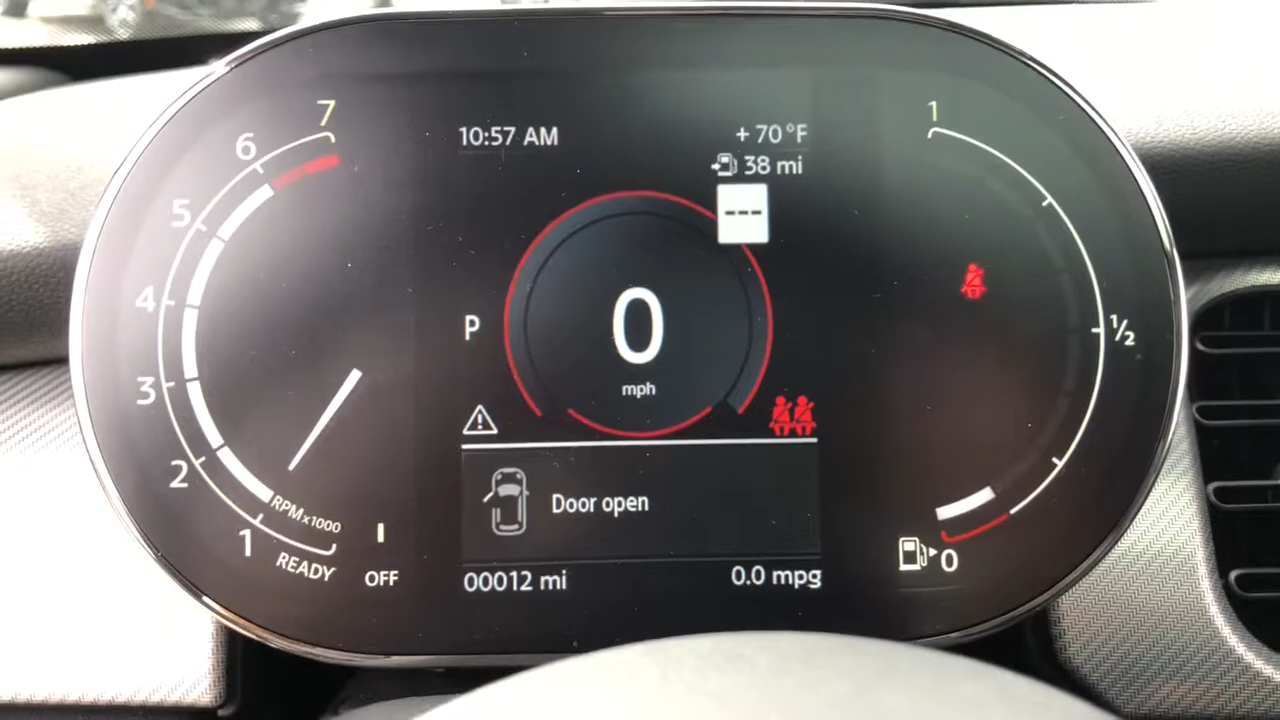 10:57 AM
+ 70 °F
38 mi
---
7
6
5
4
3
2
1
RPM x1000
READY
OFF
P
0
mph
Door open
00012 mi
0.0 mpg
1
½
0